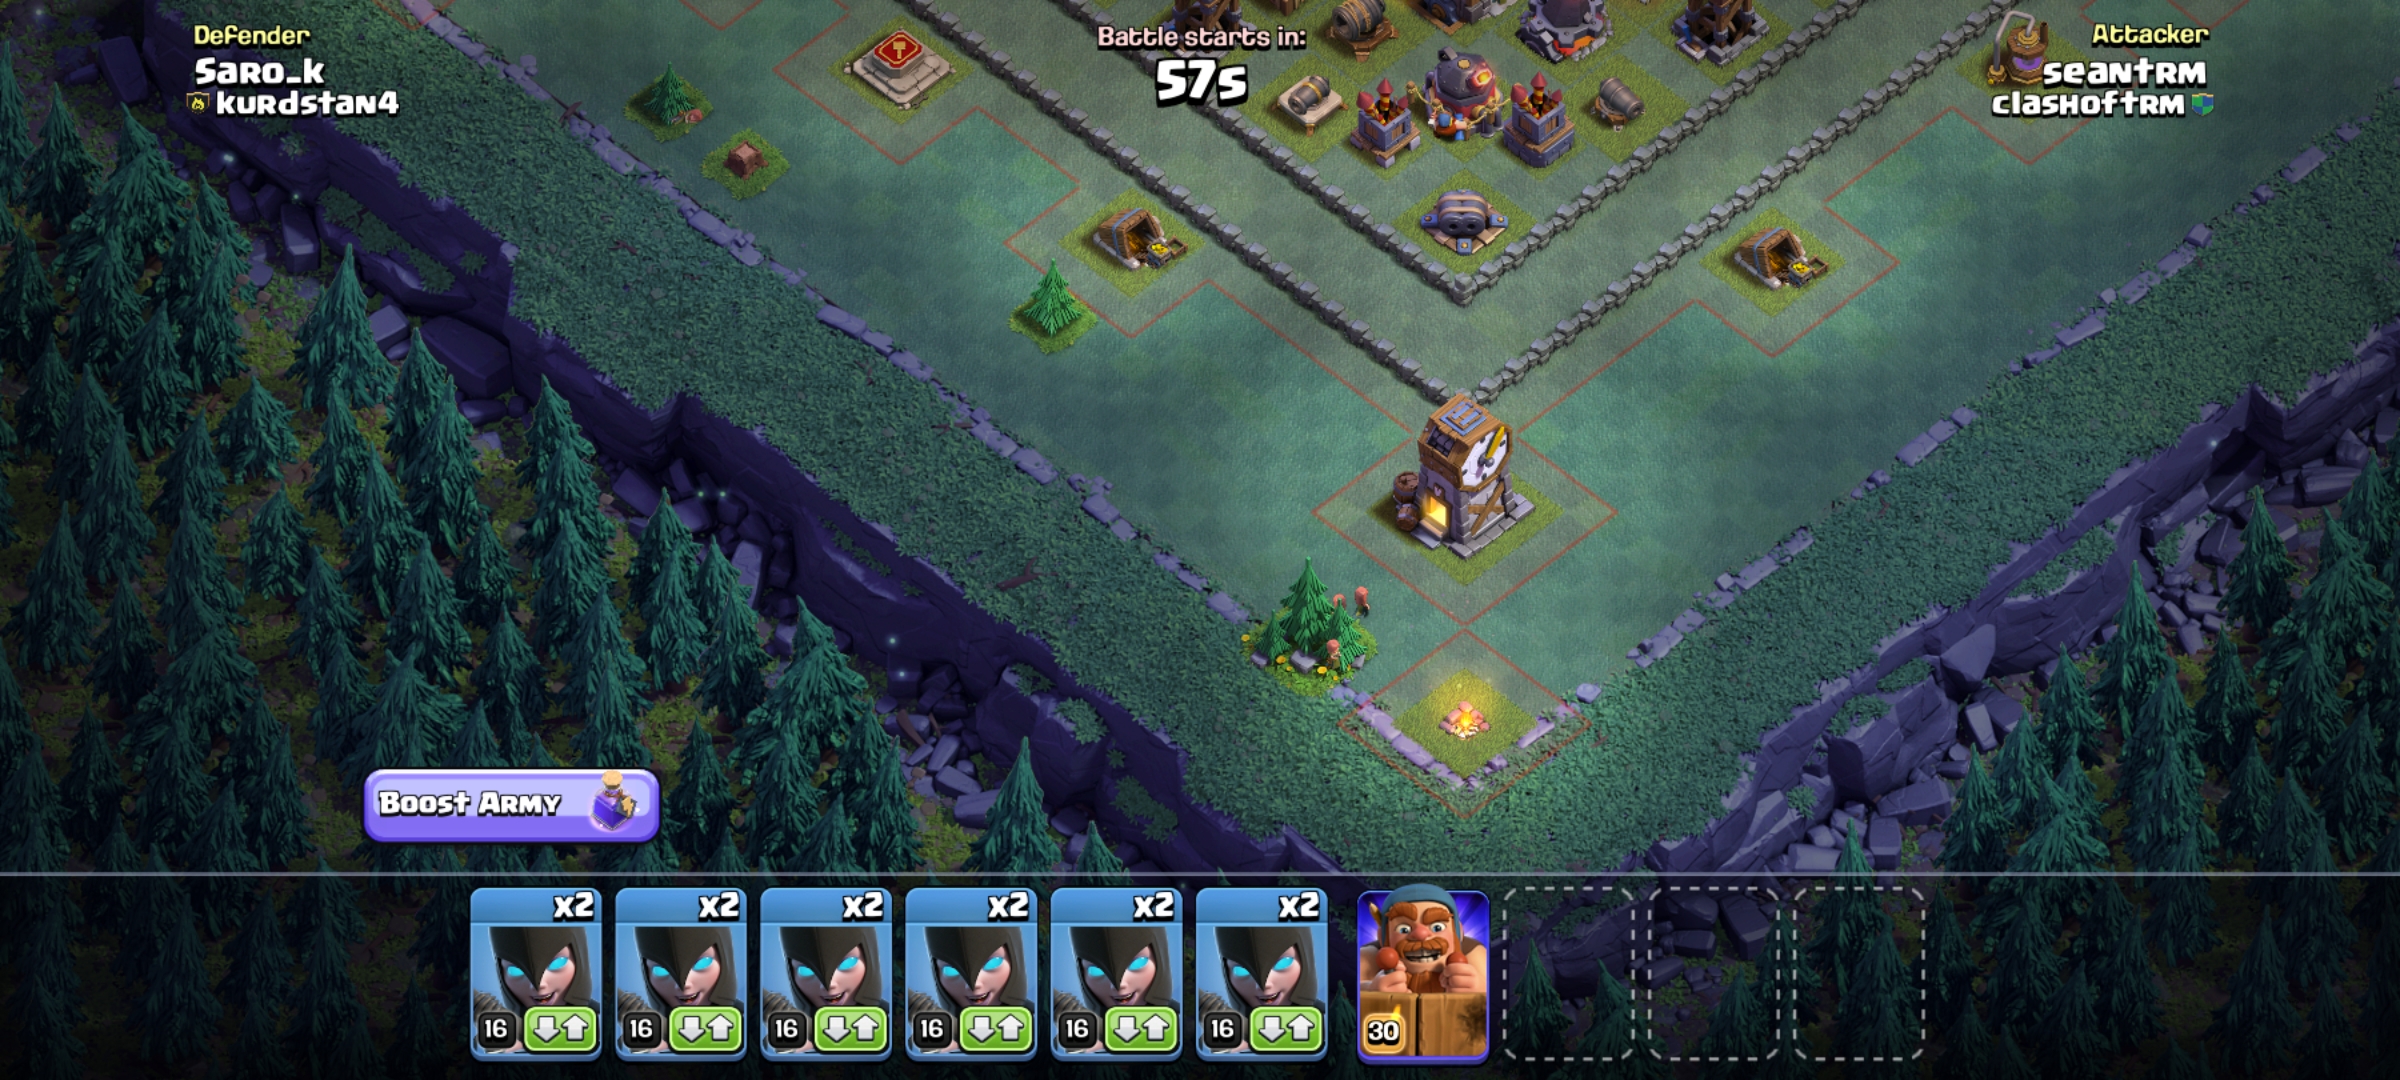 Defender
Saro_k
kurdstan4
Battle starts in:
57s
Attacker
seantrm
clashoftrm
Boost Army
x2
x2
x2
x2
x2
x2
16
16
16
16
16
16
30